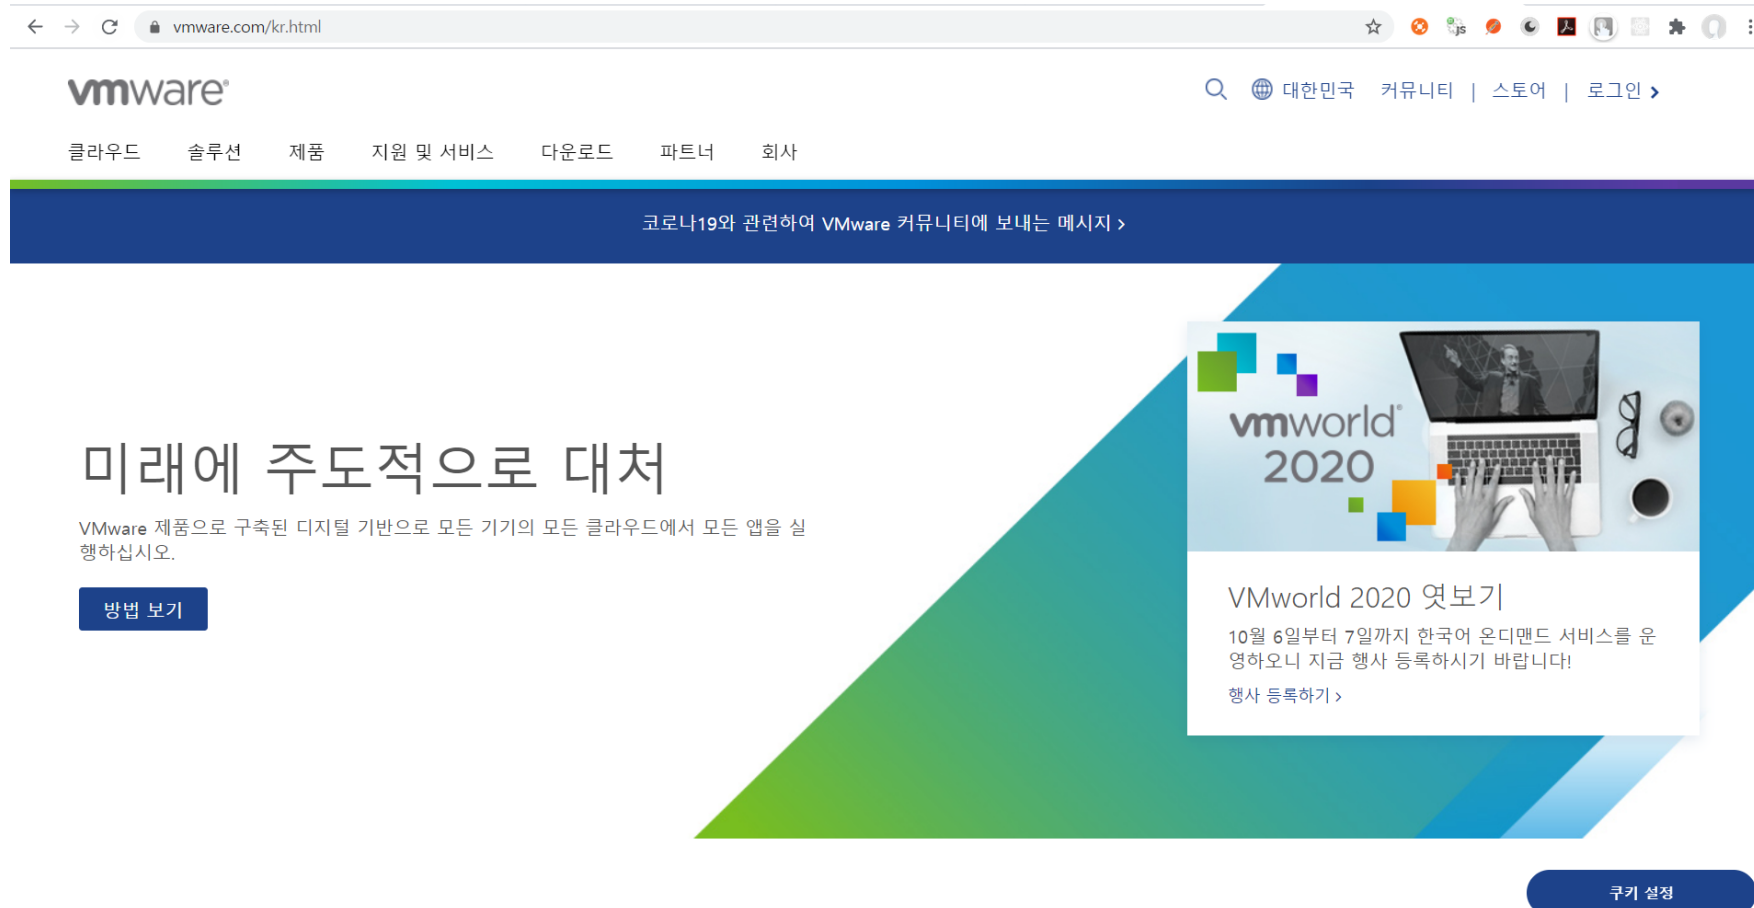 vmware.com/kr.html
JS
vmware®
대한민국 커뮤니티 | 스토어 | 로그인 >
클라우드 솔루션 제품 지원 및 서비스 다운로드 파트너 회사
코로나19와 관련하여 VMware 커뮤니티에 보내는 메시지 >
미래에 주도적으로 대처
VMware 제품으로 구축된 디지털 기반으로 모든 기기의 모든 클라우드에서 모든 앱을 실
행하십시오.
방법 보기
vmworld®
2020
VMworld 2020 엿보기
10월 6일부터 7일까지 한국어 온디맨드 서비스를 운
영하오니 지금 행사 등록하시기 바랍니다!
행사 등록하기 >
쿠키 설정